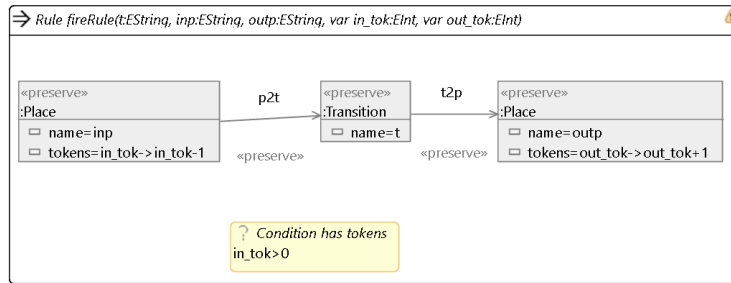 Rule fireRule(t:EString, inp:EString, outp:EString, var in_tok:EInt, var out_tok:EInt)
«preserve»
:Place
name=inp
tokens=in_tok->in_tok-1
p2t
«preserve»
«preserve»
:Transition
name=t
t2p
«preserve»
«preserve»
:Place
name=outp
tokens=out_tok->out_tok+1
? Condition has tokens
in_tok>0